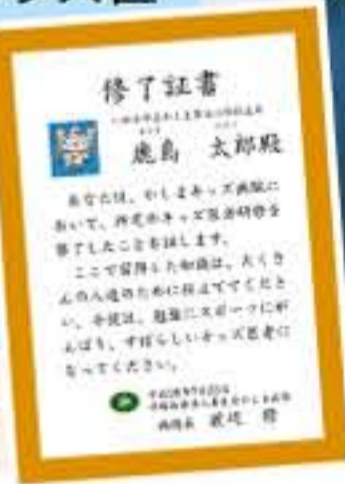 修了証書
鹿島 太郎殿
あなたは、かしまキッズ病院に
おいて、所定のキッズ医者研修を
修了したことを証します。
ここで習得した知識は、たくさ
んの人達のために役立ててくださ
い。今後は、勉強にスポーツにが
んばり、すばらしいキッズ医者に
なってください。
病院長 渡辺